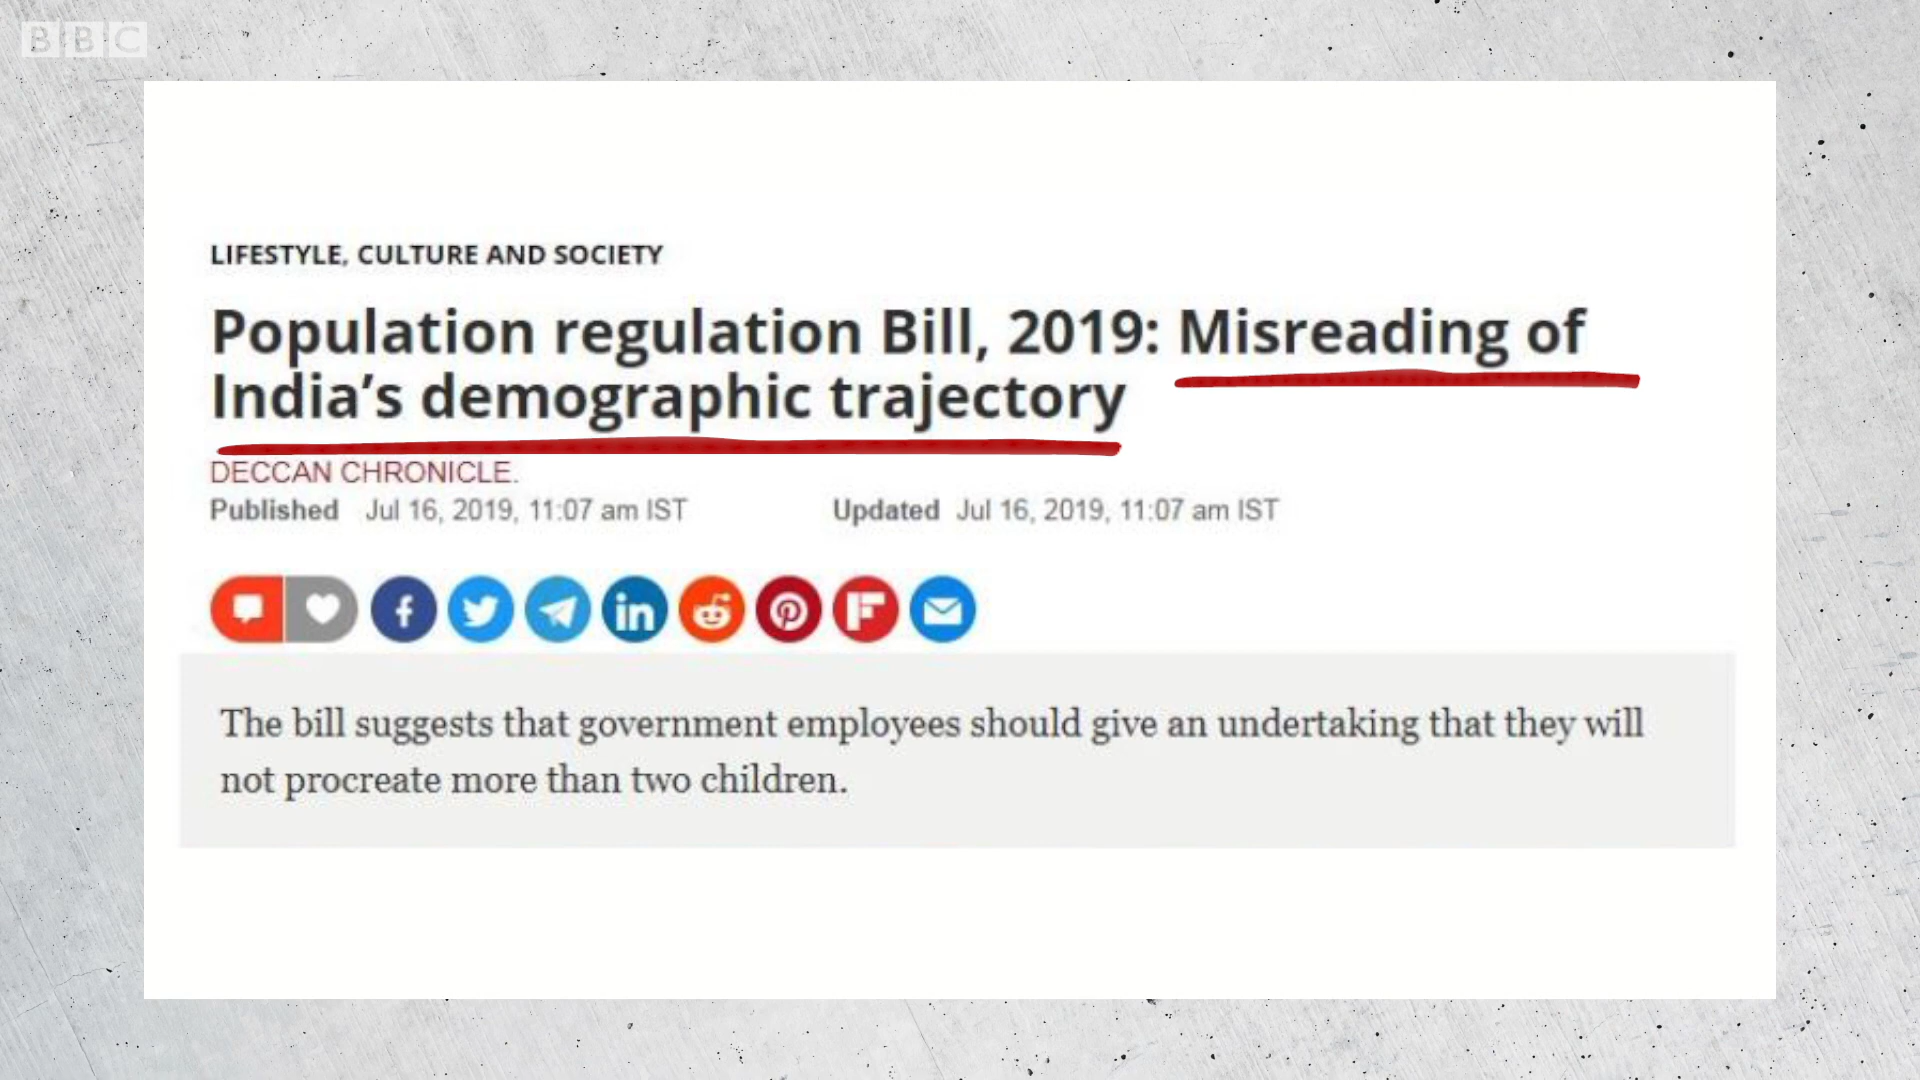 BBC
LIFESTYLE, CULTURE AND SOCIETY
Population regulation Bill, 2019: Misreading of
India’s demographic trajectory
DECCAN CHRONICLE.
Published Jul 16, 2019, 11:07 am IST Updated Jul 16, 2019, 11:07 am IST
The bill suggests that government employees should give an undertaking that they will
not procreate more than two children.